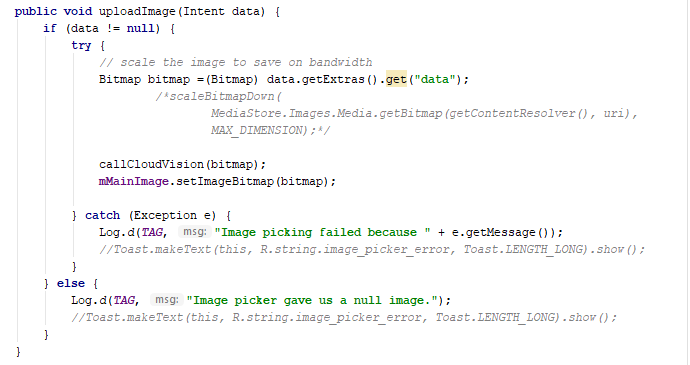 public void uploadImage(Intent data) {
if (data != null) {
try {
// scale the image to save on bandwidth
Bitmap bitmap =(Bitmap) data.getExtras().get("data");
/*scaleBitmapDown(
MediaStore.Images.Media.getBitmap(getContentResolver(), uri),
MAX_DIMENSION);*/
callCloudVision(bitmap);
mMainImage.setImageBitmap(bitmap);
} catch (Exception e) {
Log.d(TAG, msg: "Image picking failed because " + e.getMessage());
//Toast.makeText(this, R.string.image_picker_error, Toast.LENGTH_LONG).show();
}
} else {
Log.d(TAG, msg: "Image picker gave us a null image.");
//Toast.makeText(this, R.string.image_picker_error, Toast.LENGTH_LONG).show();
}
}